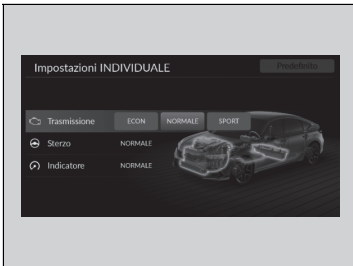 Impostazioni INDIVIDUALE
Predefinito
Trasmissione ECON NORMALE SPORT
Sterzo NORMALE
Indicatore NORMALE